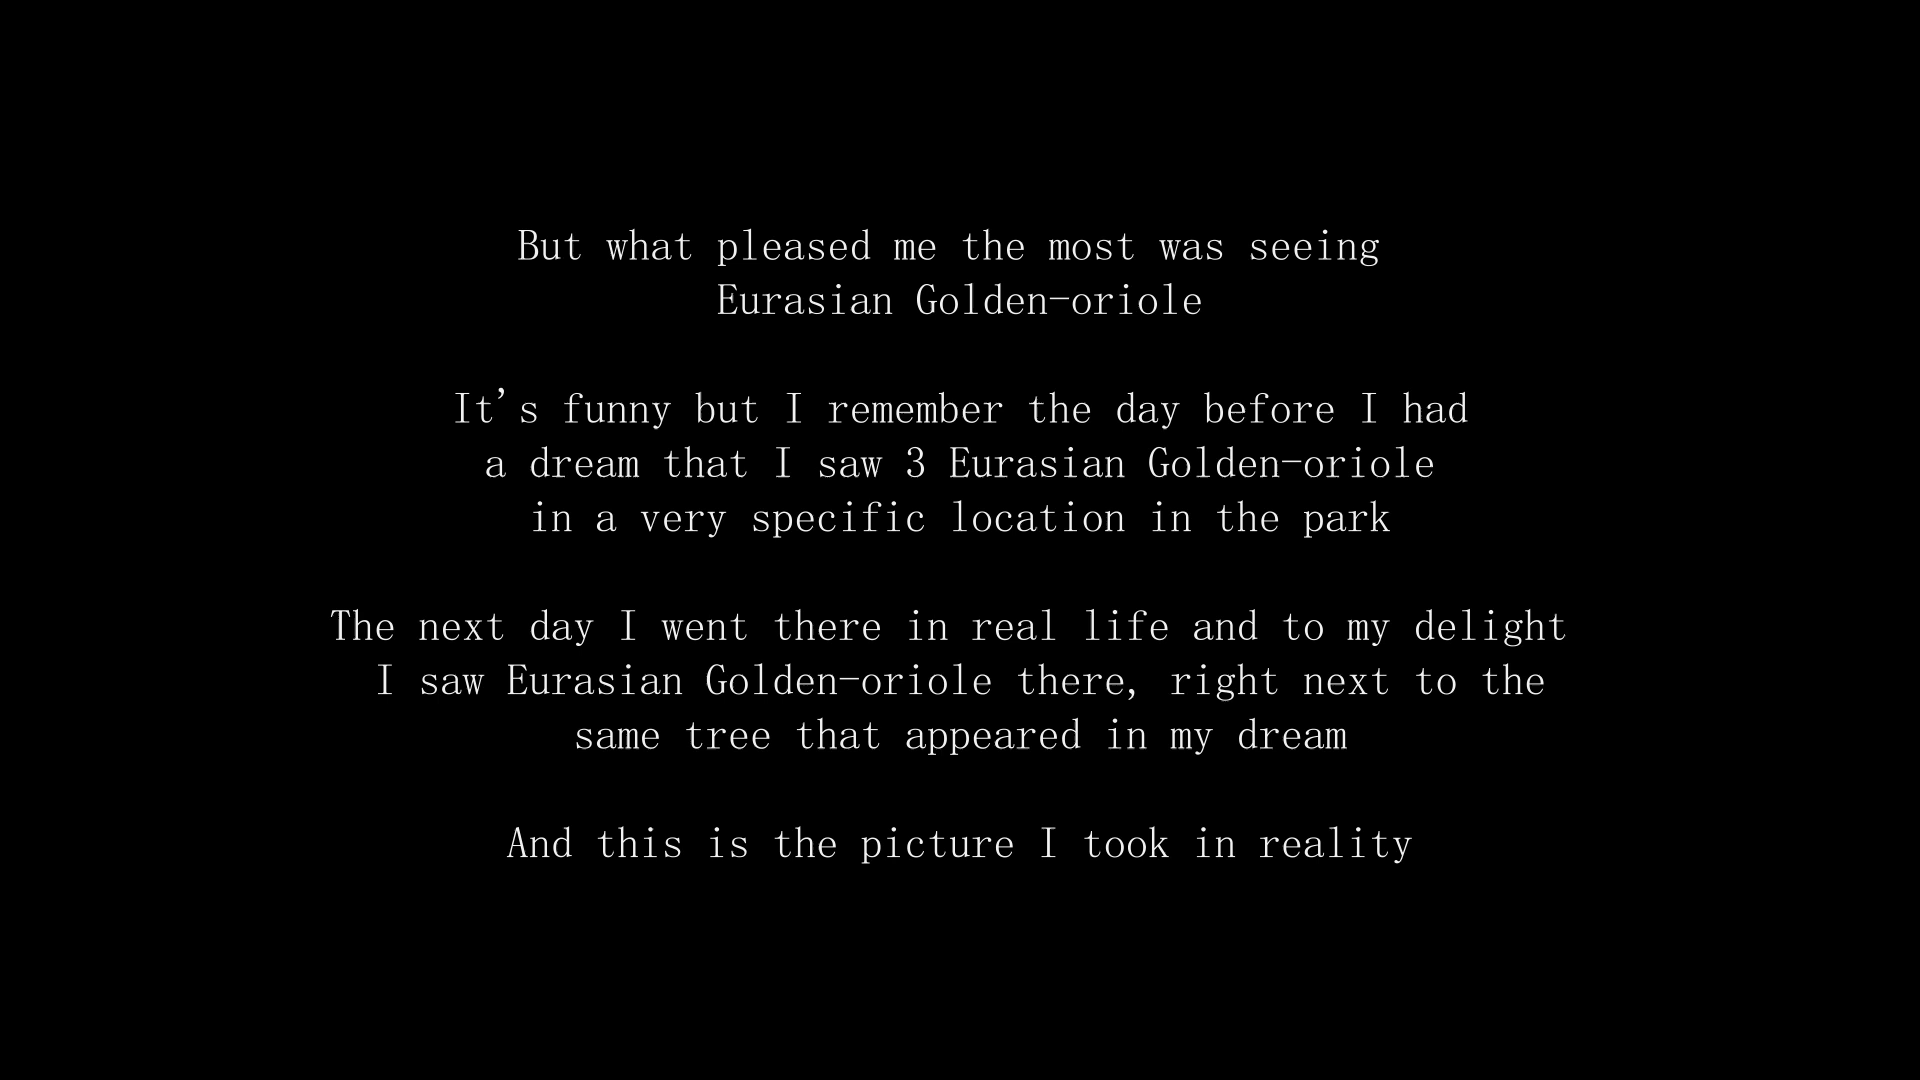 But what pleased me the most was seeing
Eurasian Golden-oriole
It's funny but I remember the day before I had
a dream that I saw 3 Eurasian Golden-oriole
in a very specific location in the park
The next day I went there in real life and to my delight
I saw Eurasian Golden-oriole there, right next to the
same tree that appeared in my dream
And this is the picture I took in reality